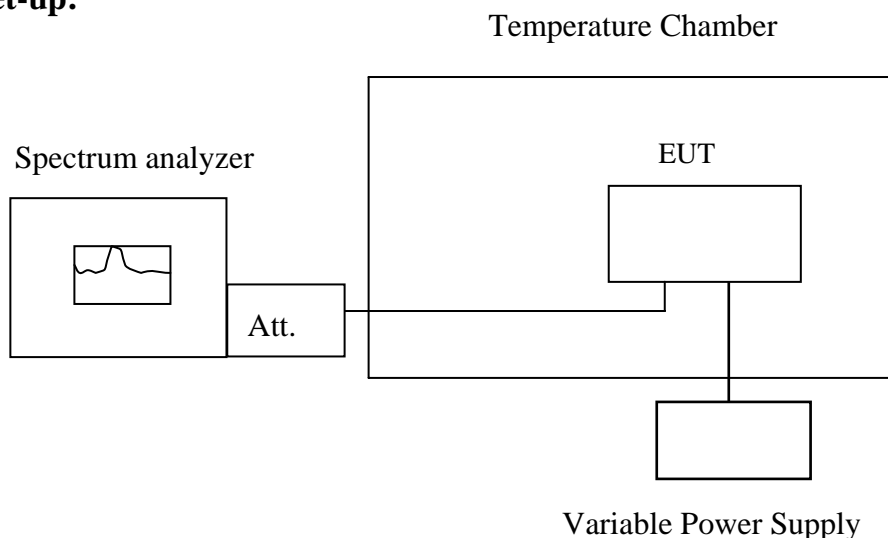 et-up:
Temperature Chamber
Spectrum analyzer
EUT
Att.
Variable Power Supply